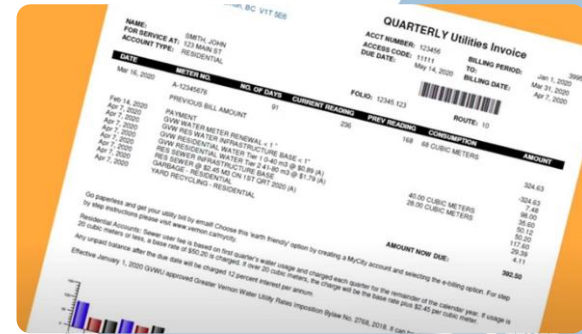 BC V1T 5E6
QUARTERLY Utilities Invoice
NAME: SMITH, JOHN
FOR SERVICE AT: 123 MAIN ST
ACCOUNT TYPE: RESIDENTIAL
ACCT NUMBER: 123456
ACCESS CODE: 11111
DUE DATE: May 14, 2020
BILLING PERIOD: Jan 1, 2020
TO: Mar 31, 2020
BILLING DATE: Apr 7, 2020
FOLIO: 12345.123
ROUTE: 10
DATE METER NO. NO. OF DAYS CURRENT READING PREV READING CONSUMPTION AMOUNT
Mar 16, 2020 A-12345678 91 236 168 68 CUBIC METERS
PREVIOUS BILL AMOUNT 324.63
Feb 14, 2020 PAYMENT -324.63
Apr 7, 2020 GVW WATER METER RENEWAL < 1" 7.48
Apr 7, 2020 GVW RES WATER INFRASTRUCTURE BASE < 1" 98.00
Apr 7, 2020 GVW RESIDENTIAL WATER Tier 1 0-40 m3 @ $0.89 (A) 40.00 CUBIC METERS 35.60
Apr 7, 2020 GVW RESIDENTIAL WATER Tier 2 41-80 m3 @ $1.79 (A) 28.00 CUBIC METERS 50.12
Apr 7, 2020 RES SEWER INFRASTRUCTURE BASE 50.20
Apr 7, 2020 RES SEWER @ $2.45 M3 ON 1ST QRT 2020 (A) 117.60
Apr 7, 2020 GARBAGE - RESIDENTIAL 29.39
Apr 7, 2020 YARD RECYCLING - RESIDENTIAL 4.11
AMOUNT NOW DUE: 392.50
Go paperless and get your utility bill by email! Choose this 'earth friendly' option by creating a MyCity account and selecting the e-billing option. For step
by step instructions please visit www.vernon.ca/mycity.
Residential Accounts: Sewer user fee is based on first quarter's water usage and charged each quarter for the remainder of the calendar year. If usage is
20 cubic meters or less, a base rate of $50.20 is charged. If over 20 cubic meters, the charge will be the base rate plus $2.45 per cubic meter.
Any unpaid balance after the due date will be charged 12 percent interest per annum.
Effective January 1, 2020 GVWU approved Greater Vernon Water Utility Rates Imposition Bylaw No. 2768, 2018. It can